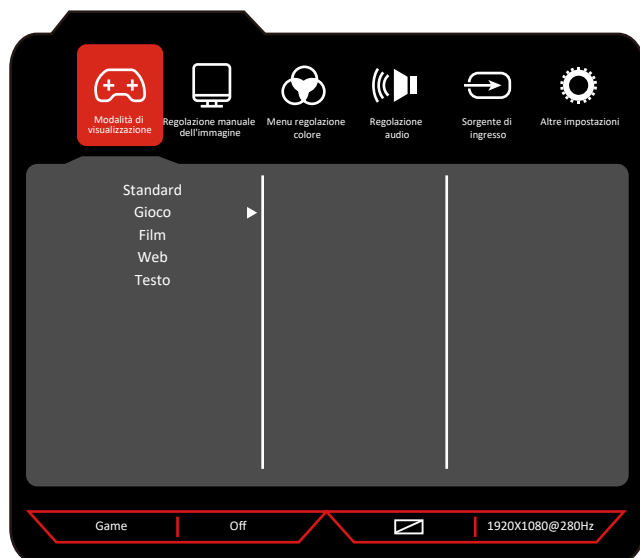 Modalità di
visualizzazione
Regolazione manuale
dell'immagine
Menu regolazione
colore
Regolazione
audio
Sorgente di
ingresso
Altre impostazioni
Standard
Gioco
Film
Web
Testo
Game
Off
1920X1080@280Hz